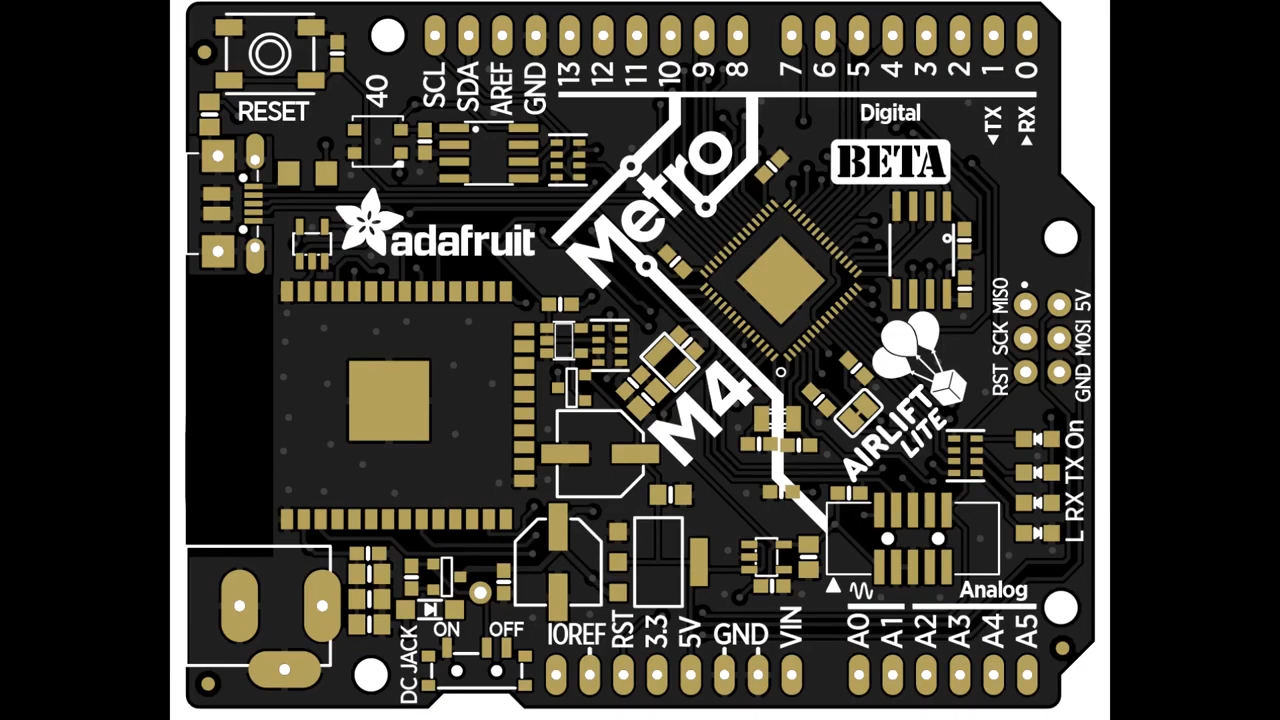 RESET
40
SCL
SDA
AREF
GND
13
12
11
10
9
8
7
6
5
4
3
2
1
0
Digital
TX
RX
BETA
Metro
adafruit
M4
AIRLIFT
LITE
RST SCK MISO
GND MOSI 5V
L RX TX On
Analog
ON
OFF
DC JACK
IOREF
RST
3.3
5V
GND
VIN
A0
A1
A2
A3
A4
A5